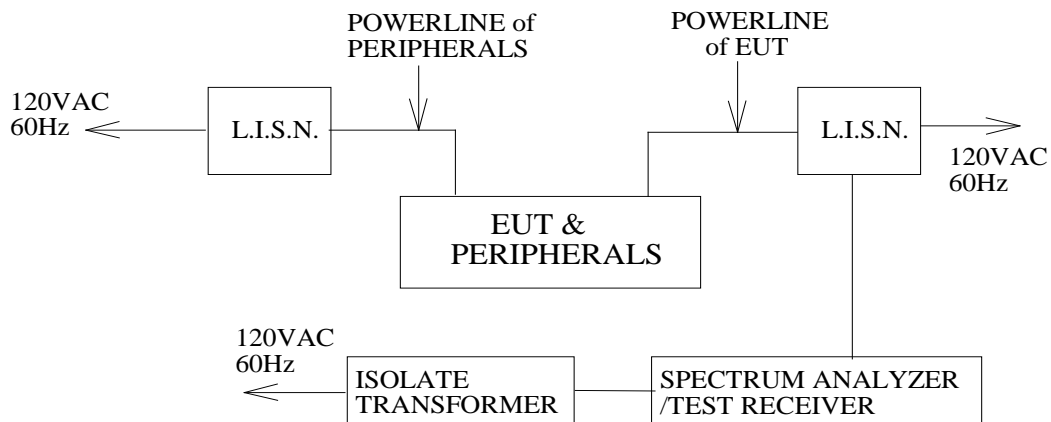 POWERLINE of
PERIPHERALS
POWERLINE
of EUT
120VAC
60Hz
L.I.S.N.
L.I.S.N.
120VAC
60Hz
EUT &
PERIPHERALS
120VAC
60Hz
ISOLATE
TRANSFORMER
SPECTRUM ANALYZER
/TEST RECEIVER